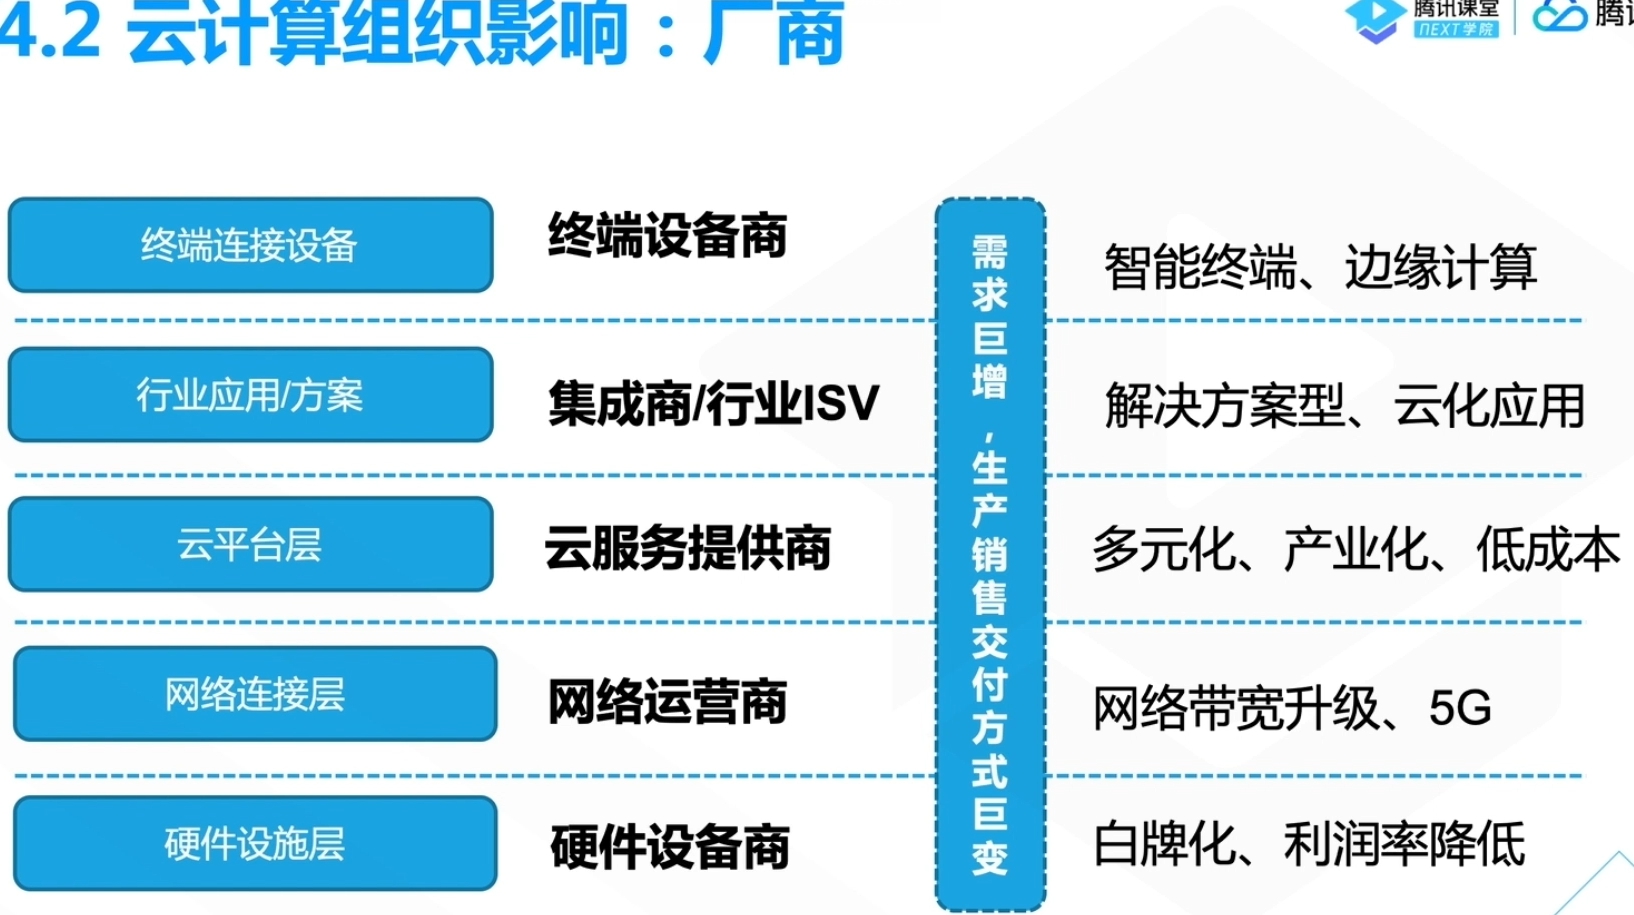 4.2 云计算组织影响：厂商
腾讯课堂
NEXT学院
终端连接设备
终端设备商
智能终端、边缘计算
行业应用/方案
集成商/行业ISV
解决方案型、云化应用
云平台层
云服务提供商
多元化、产业化、低成本
网络连接层
网络运营商
网络带宽升级、5G
硬件设施层
硬件设备商
白牌化、利润率降低
需求巨增，生产销售交付方式巨变